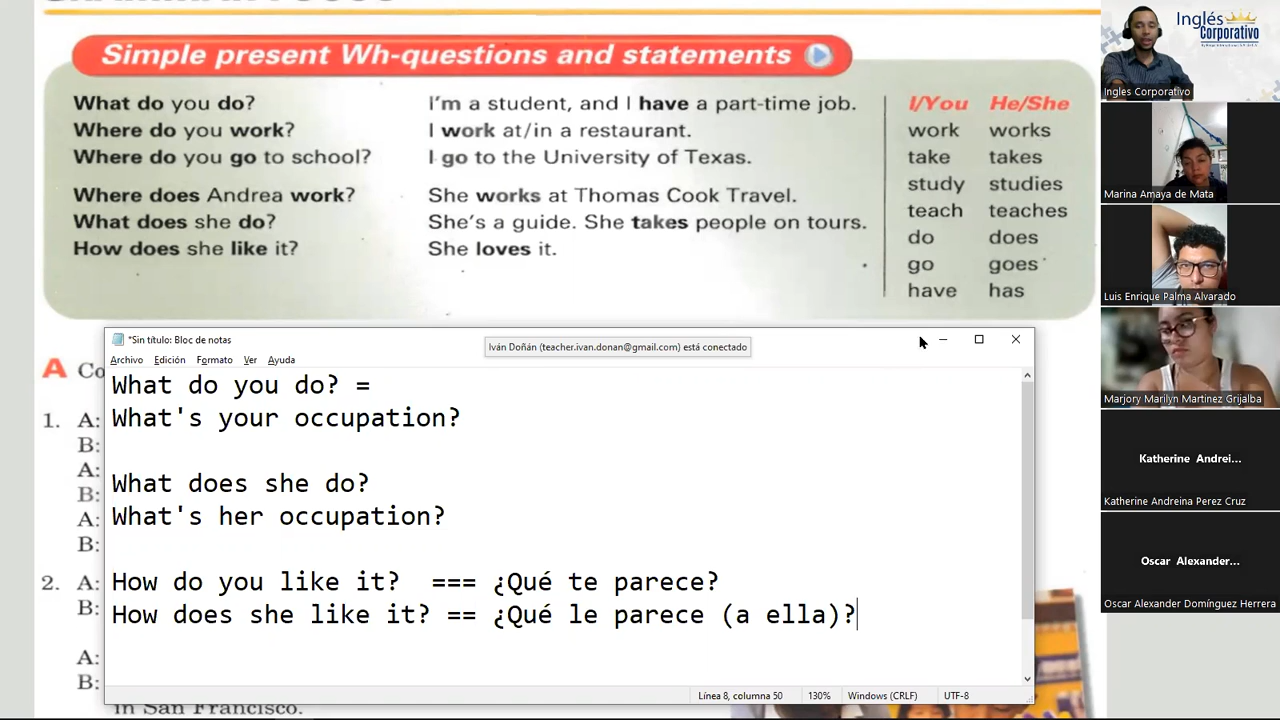 Simple present Wh-questions and statements
What do you do? I'm a student, and I have a part-time job.
Where do you work? I work at/in a restaurant.
Where do you go to school? I go to the University of Texas.
Where does Andrea work? She works at Thomas Cook Travel.
What does she do? She's a guide. She takes people on tours.
How does she like it? She loves it.
I/You He/She
work works
take takes
study studies
teach teaches
do does
go goes
have has
A Co
1. A:
B:
A:
B:
A:
B:
2. A:
B:
A:
B:
in San Francisco.
*Sin título: Bloc de notas
Iván Doñán (teacher.ivan.donan@gmail.com) está conectado
Archivo Edición Formato Ver Ayuda
What do you do? =
What's your occupation?
What does she do?
What's her occupation?
How do you like it? === ¿Qué te parece?
How does she like it? == ¿Qué le parece (a ella)?
Línea 8, columna 50 130% Windows (CRLF) UTF-8
Inglés
Corporativo
Ingles Corporativo
Marina Amaya de Mata
Luis Enrique Palma Alvarado
Marjory Marilyn Martinez Grijalba
Katherine Andrei...
Katherine Andreina Perez Cruz
Oscar Alexander...
Oscar Alexander Domínguez Herrera